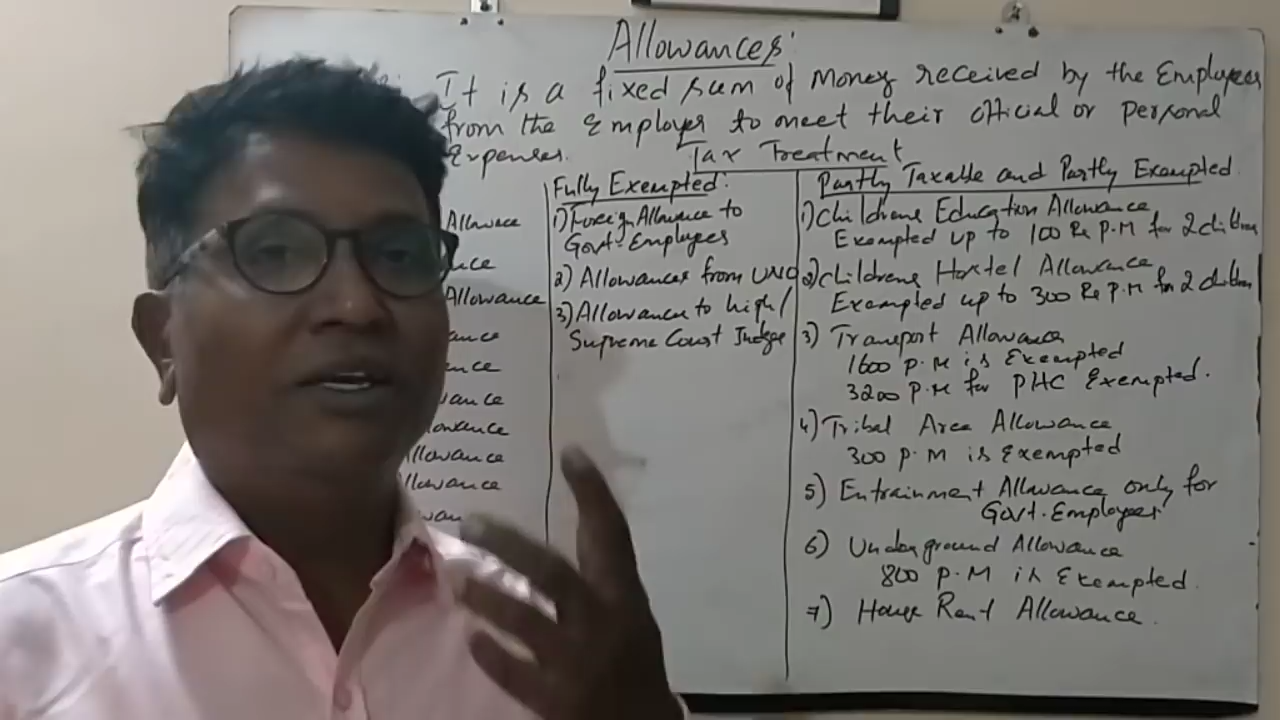 Allowances:
It is a fixed sum of Money received by the Employees
from the Employer to meet their official or personal
Expenses.
Tax Treatment
Allowace
Allowance
ance
ance
Allowance
Allowance
Fully Exempted:
1) Foreign Allowance to
Govt. Employees
2) Allowances from UNO
3) Allowances to high/
Supreme Court Judge
Partly Taxable and Partly Exempted.
1) Childrens Education Allowance
Exempted up to 100 Rs P.M for 2 children
2) Childrens Hostel Allowance
Exempted up to 300 Rs P.M for 2 children
3) Transport Allowance
1600 P.M is Exempted
3200 P.M for PHC Exempted.
4) Tribal Area Allowance
300 P.M is Exempted
5) Entrainment Allowance only for
Govt. Employees
6) Underground Allowance
800 P.M is Exempted.
7) House Rent Allowance.